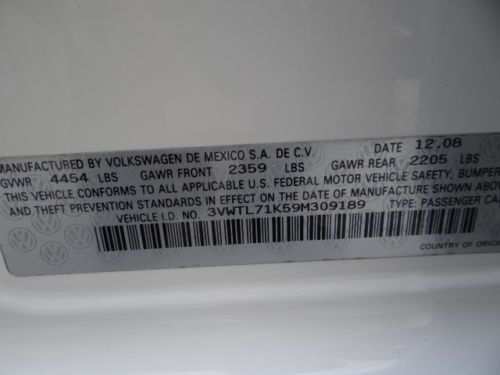 MANUFACTURED BY VOLKSWAGEN DE MEXICO S.A. DE C.V. DATE 12.08
GVWR 4454 LBS GAWR FRONT 2359 LBS GAWR REAR 2205 LBS
THIS VEHICLE CONFORMS TO ALL APPLICABLE U.S. FEDERAL MOTOR VEHICLE SAFETY, BUMPER
AND THEFT PREVENTION STANDARDS IN EFFECT ON THE DATE OF MANUFACTURE SHOWN ABOVE
VEHICLE I.D. NO. 3VWTL71K59M309189 TYPE: PASSENGER CAR
COUNTRY OF ORIGIN